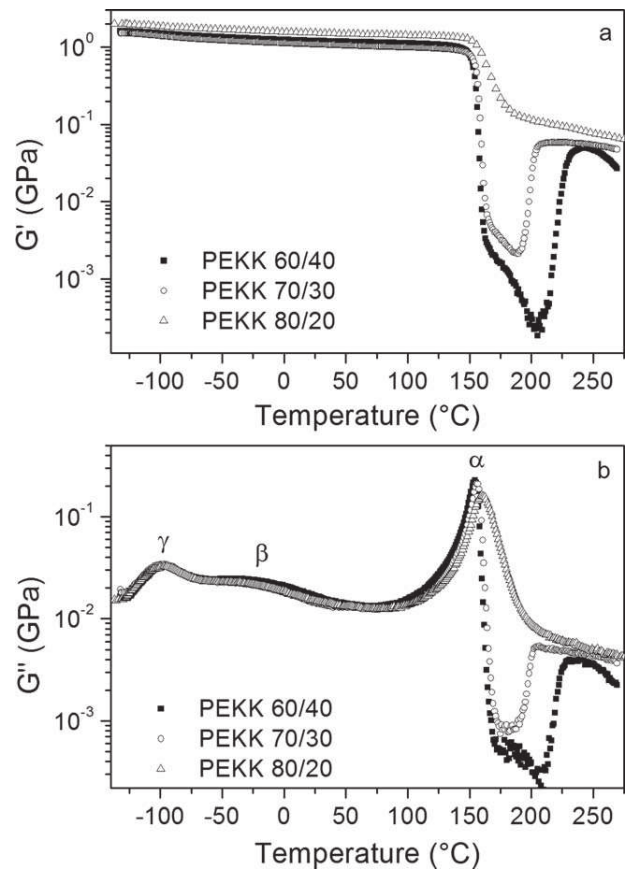 a
G' (GPa)
10⁰
10⁻¹
10⁻²
10⁻³
PEKK 60/40
PEKK 70/30
PEKK 80/20
-100 -50 0 50 100 150 200 250
Temperature (°C)
b
α
γ
β
G'' (GPa)
10⁻¹
10⁻²
10⁻³
PEKK 60/40
PEKK 70/30
PEKK 80/20
-100 -50 0 50 100 150 200 250
Temperature (°C)